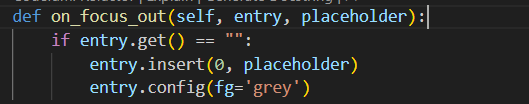 def on_focus_out(self, entry, placeholder):
    if entry.get() == "":
        entry.insert(0, placeholder)
        entry.config(fg='grey')